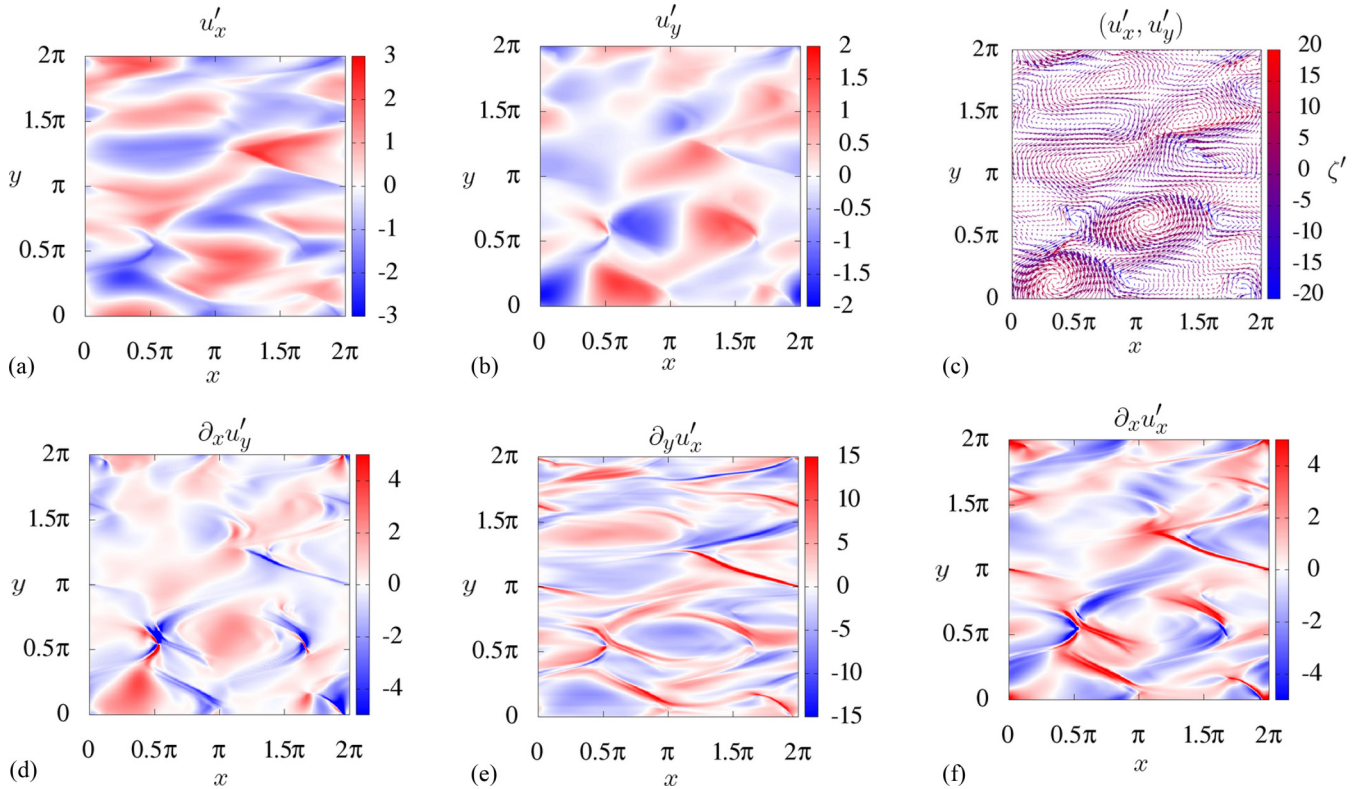 u′x
2π
1.5π
y π
0.5π
0
0 0.5π π 1.5π 2π
x
3
2
1
0
-1
-2
-3
(a)
u′y
2π
1.5π
y π
0.5π
0
0 0.5π π 1.5π 2π
x
2
1.5
1
0.5
0
-0.5
-1
-1.5
-2
(b)
(u′x, u′y)
2π
1.5π
y π
0.5π
0
0 0.5π π 1.5π 2π
x
20
15
10
5
0
-5
-10
-15
-20
ζ′
(c)
∂xu′y
2π
1.5π
y π
0.5π
0
0 0.5π π 1.5π 2π
x
4
2
0
-2
-4
(d)
∂yu′x
2π
1.5π
y π
0.5π
0
0 0.5π π 1.5π 2π
x
15
10
5
0
-5
-10
-15
(e)
∂xu′x
2π
1.5π
y π
0.5π
0
0 0.5π π 1.5π 2π
x
4
2
0
-2
-4
(f)